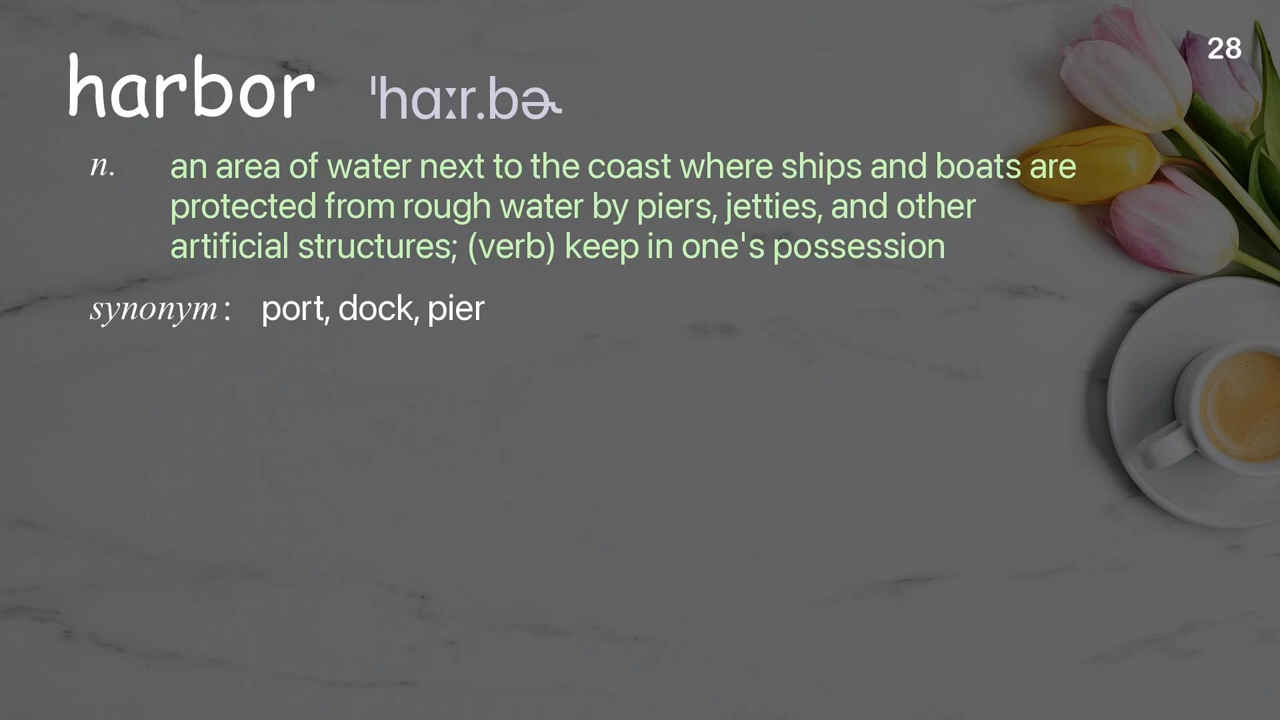 28
harbor ˈhɑːr.bɚ
n. an area of water next to the coast where ships and boats are
protected from rough water by piers, jetties, and other
artificial structures; (verb) keep in one's possession
synonym: port, dock, pier